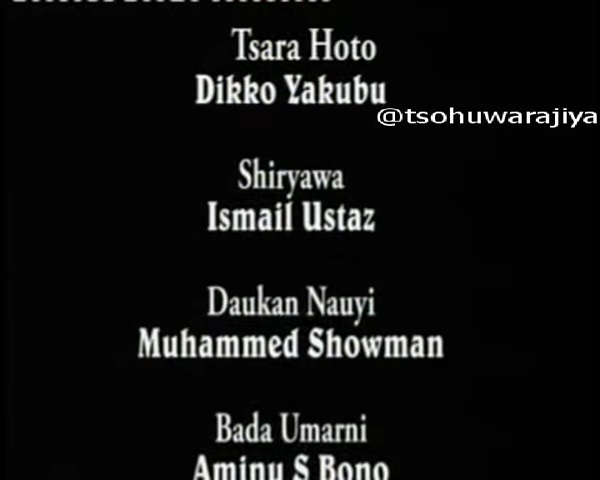 Tsara Hoto
Dikko Yakubu
@tsohuwarajiya
Shiryawa
Ismail Ustaz
Daukan Nauyi
Muhammed Showman
Bada Umarni
Aminu S Bono